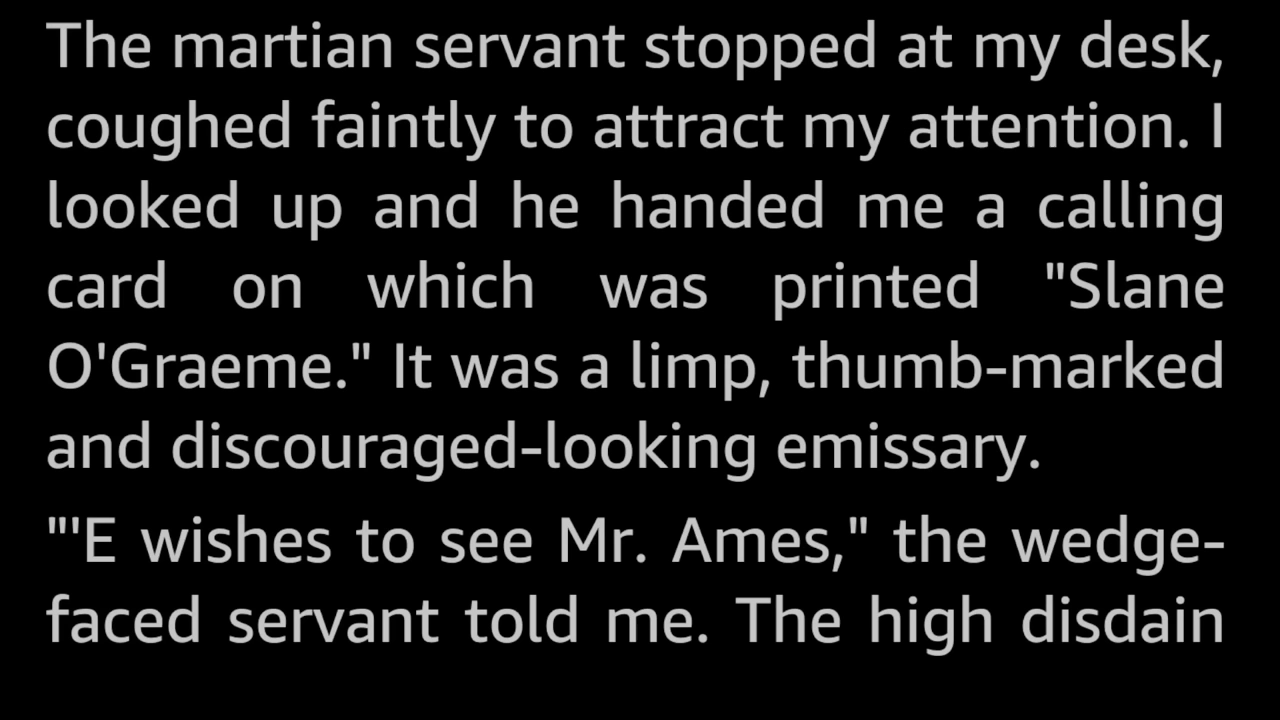 The martian servant stopped at my desk,
coughed faintly to attract my attention. I
looked up and he handed me a calling
card on which was printed "Slane
O'Graeme." It was a limp, thumb-marked
and discouraged-looking emissary.
"'E wishes to see Mr. Ames," the wedge-
faced servant told me. The high disdain